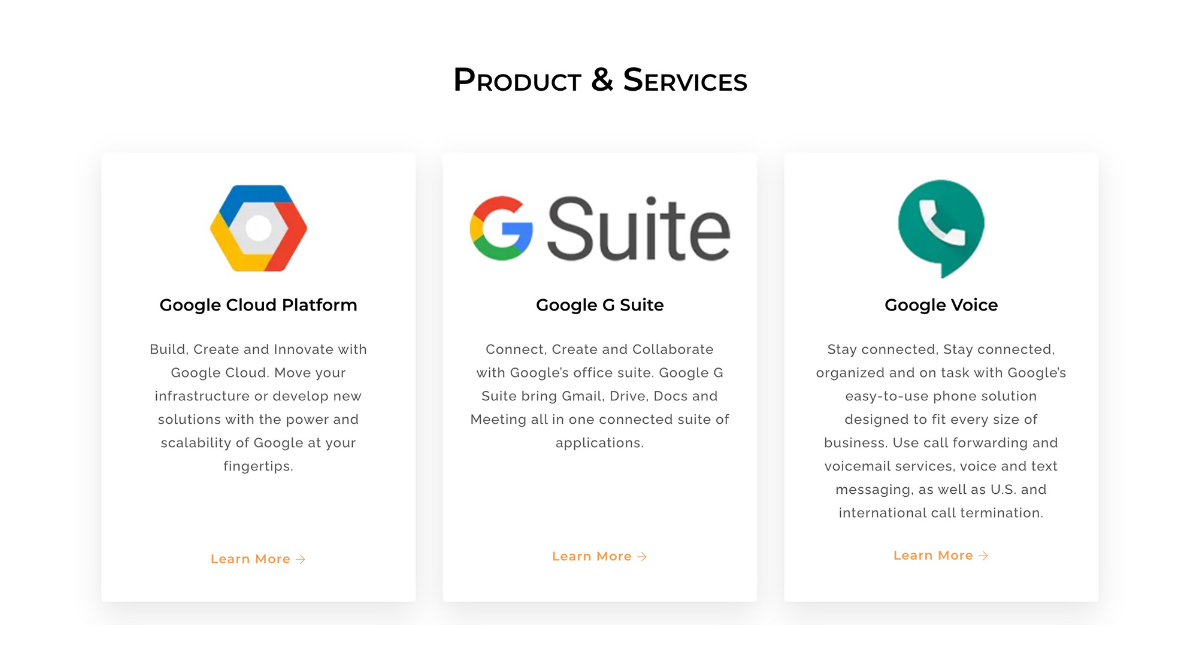 Product & Services
G Suite
Google Cloud Platform
Build, Create and Innovate with
Google Cloud. Move your
infrastructure or develop new
solutions with the power and
scalability of Google at your
fingertips.
Learn More →
Google G Suite
Connect, Create and Collaborate
with Google’s office suite. Google G
Suite bring Gmail, Drive, Docs and
Meeting all in one connected suite of
applications.
Learn More →
Google Voice
Stay connected, Stay connected,
organized and on task with Google’s
easy-to-use phone solution
designed to fit every size of
business. Use call forwarding and
voicemail services, voice and text
messaging, as well as U.S. and
international call termination.
Learn More →